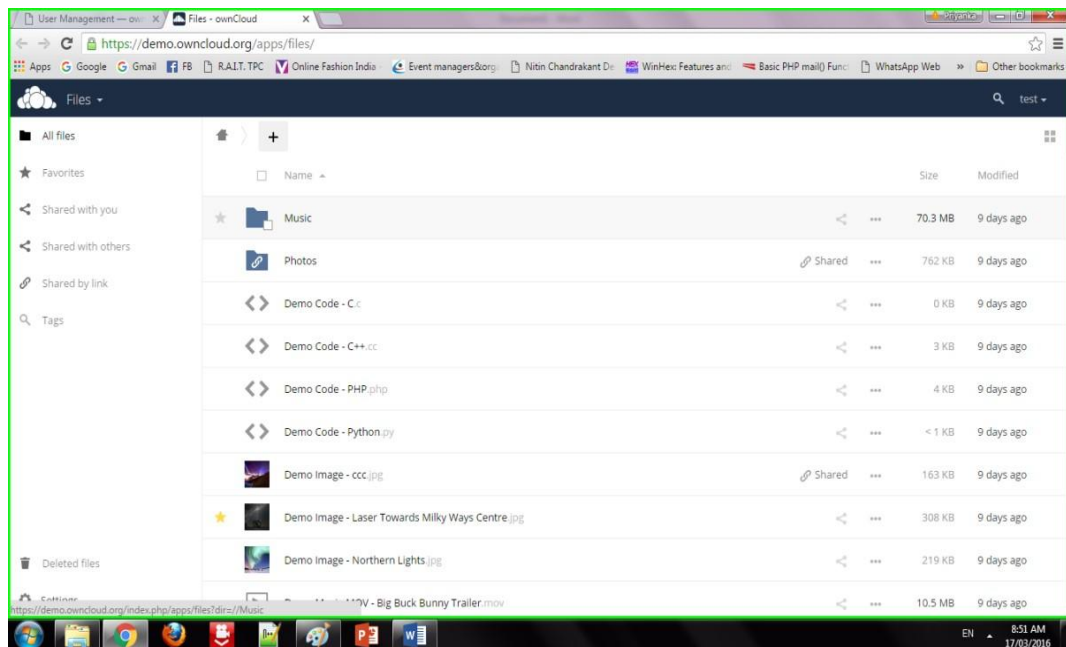 User Management — ow
Files - ownCloud
Priyanka
https://demo.owncloud.org/apps/files/
Apps Google Gmail FB R.A.I.T. TPC Online Fashion India Event managers&orga Nitin Chandrakant De WinHex: Features and Basic PHP mail() Func WhatsApp Web » Other bookmarks
Files test
All files +
Favorites Name Size Modified
Shared with you Music 70.3 MB 9 days ago
Shared with others
Photos Shared 762 KB 9 days ago
Shared by link
Demo Code - C.c 0 KB 9 days ago
Tags
Demo Code - C++.cc 3 KB 9 days ago
Demo Code - PHP.php 4 KB 9 days ago
Demo Code - Python.py < 1 KB 9 days ago
Demo Image - ccc.jpg Shared 163 KB 9 days ago
Demo Image - Laser Towards Milky Ways Centre.jpg 308 KB 9 days ago
Deleted files Demo Image - Northern Lights.jpg 219 KB 9 days ago
Settings MOV - Big Buck Bunny Trailer.mov 10.5 MB 9 days ago
https://demo.owncloud.org/index.php/apps/files?dir=//Music
EN 8:51 AM
17/03/2016